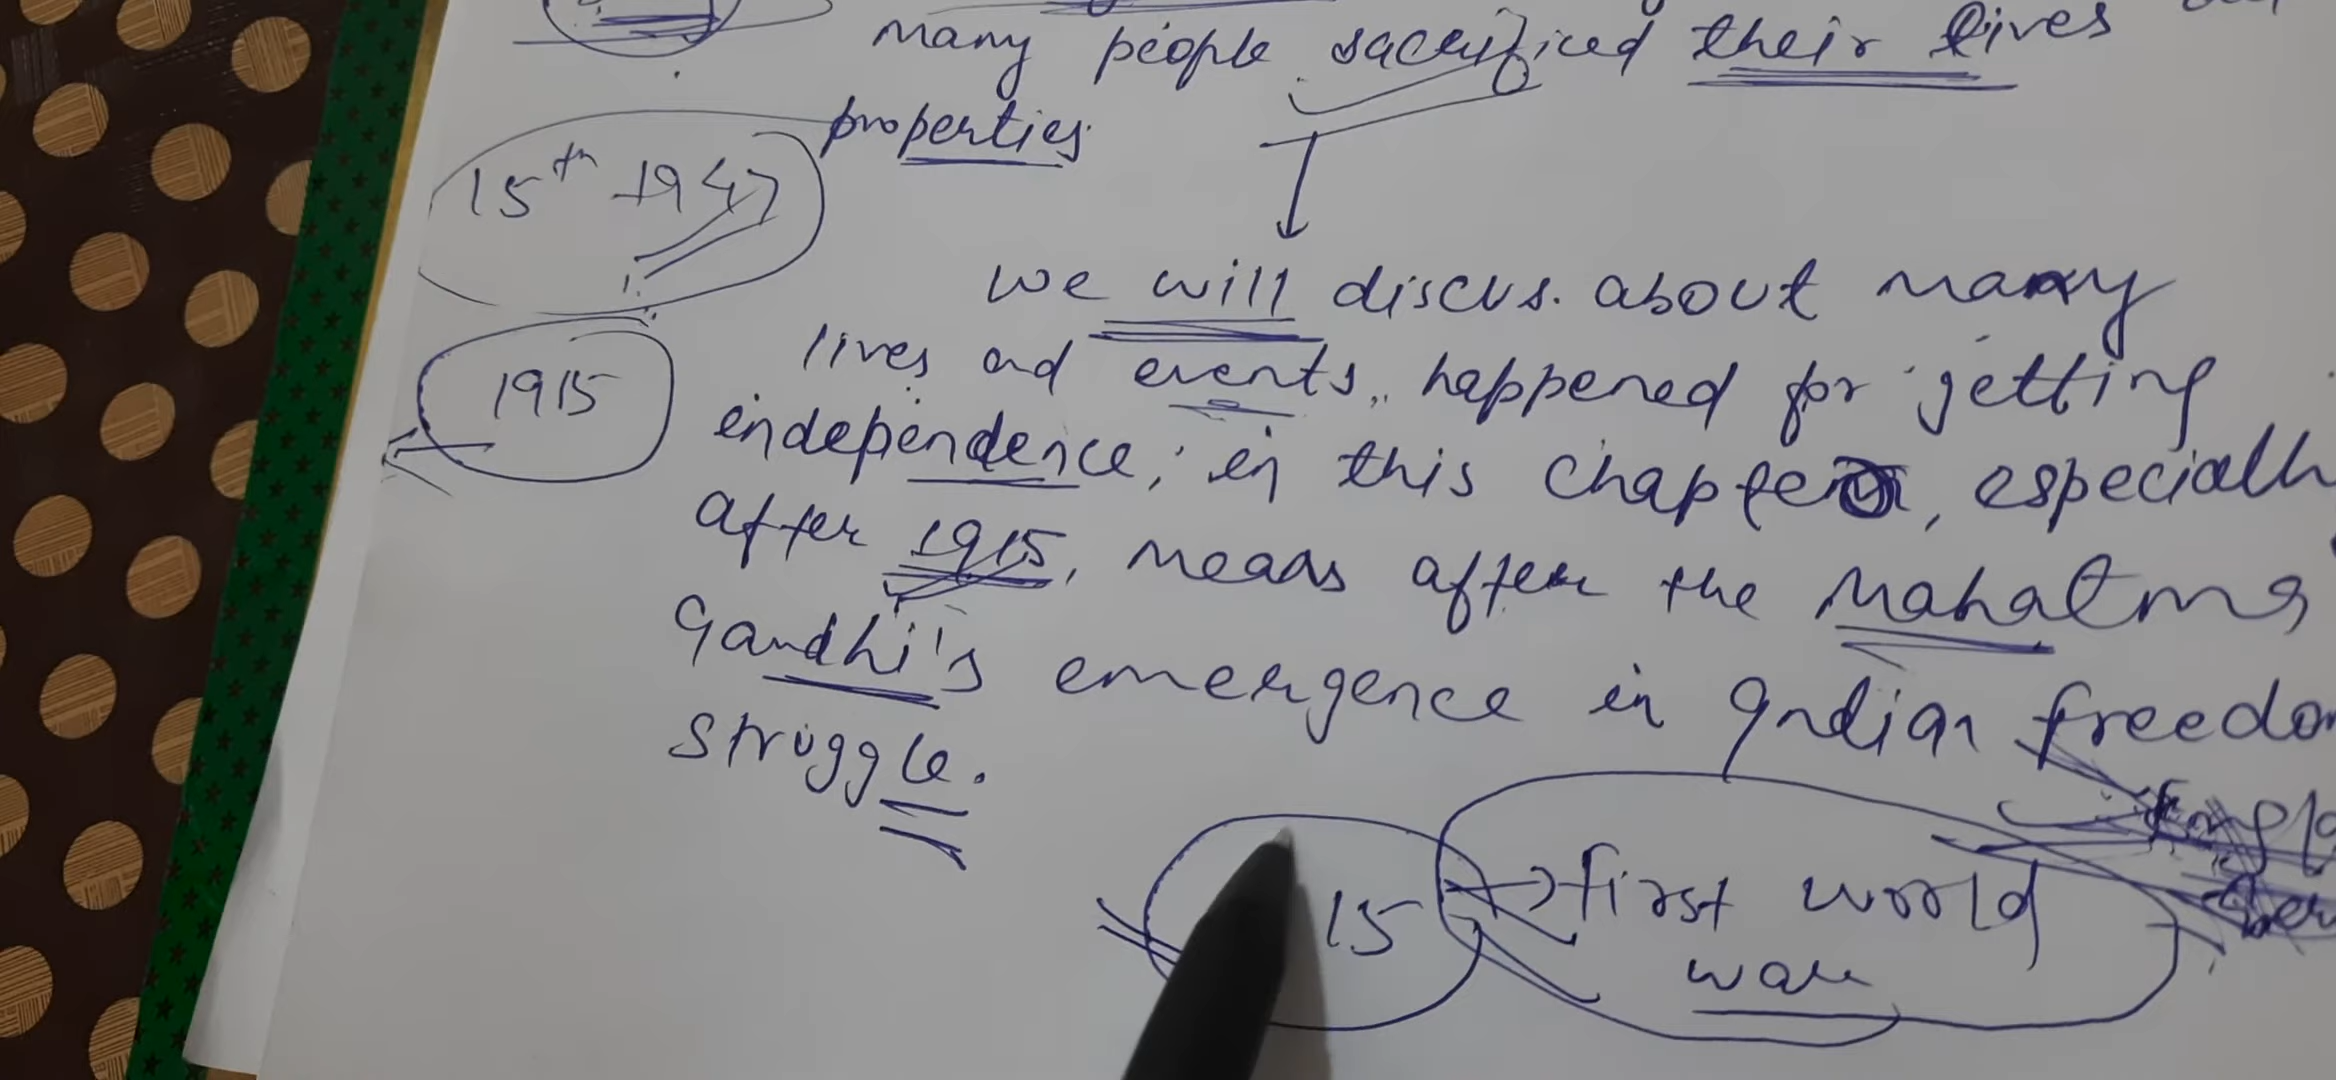 many people sacrificed their lives
properties
15th 1947
we will discus. about many
1915
lives and events, happened for getting
independence, in this chapter, especiall
after 1915, means after the Mahatma
Gandhi's emergence in Indian freedo
struggle.
15 → first world
war